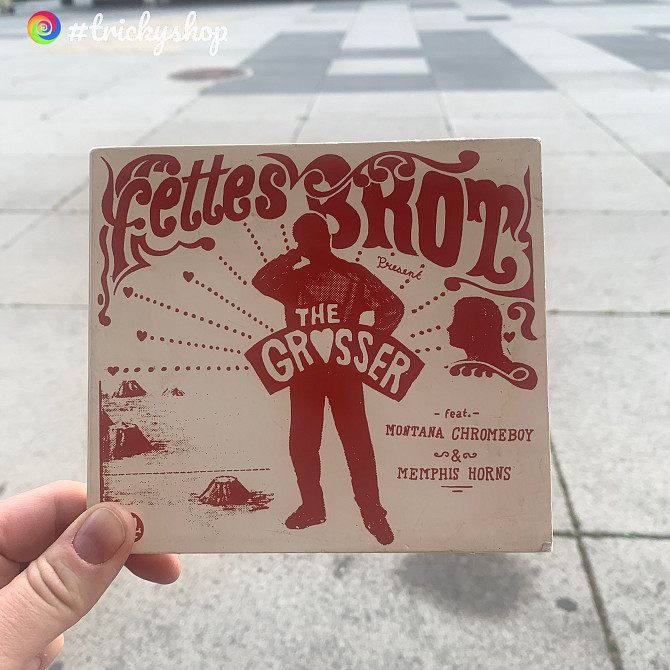 #trickyshop
fettes BROT
Present
THE
GROSSER
- feat. -
MONTANA CHROMEBOY
&
MEMPHIS HORNS